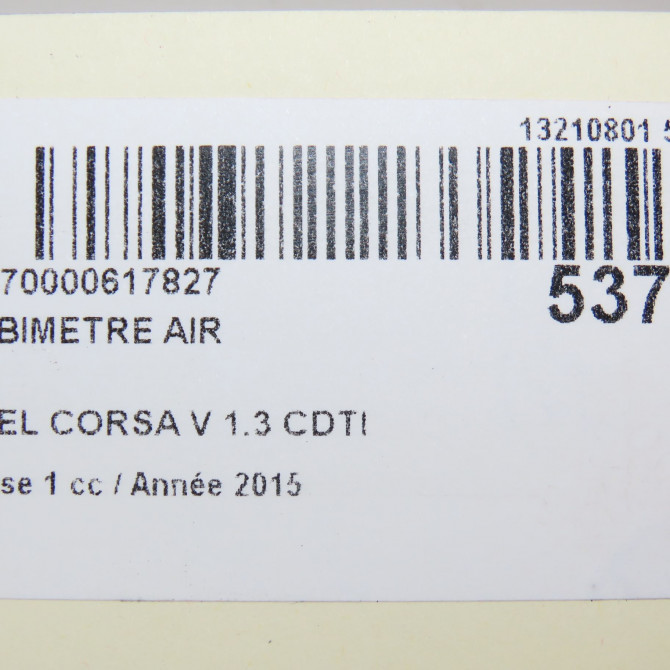 13210801 5
70000617827
537
BIMETRE AIR
EL CORSA V 1.3 CDTI
se 1 cc / Année 2015